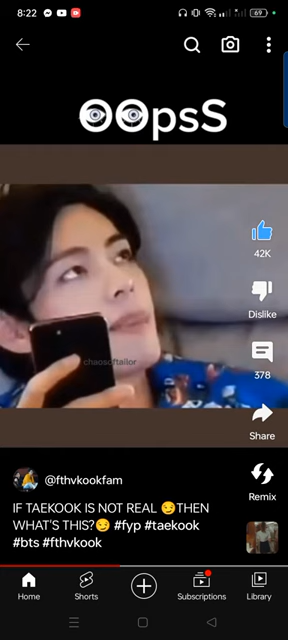 8:22
69
OOpsS
chaosoftailor
42K
Dislike
378
Share
@fthvkookfam
Remix
IF TAEKOOK IS NOT REAL 😏THEN
WHAT'S THIS?😏 #fyp #taekook
#bts #fthvkook
Home
Shorts
Subscriptions
Library